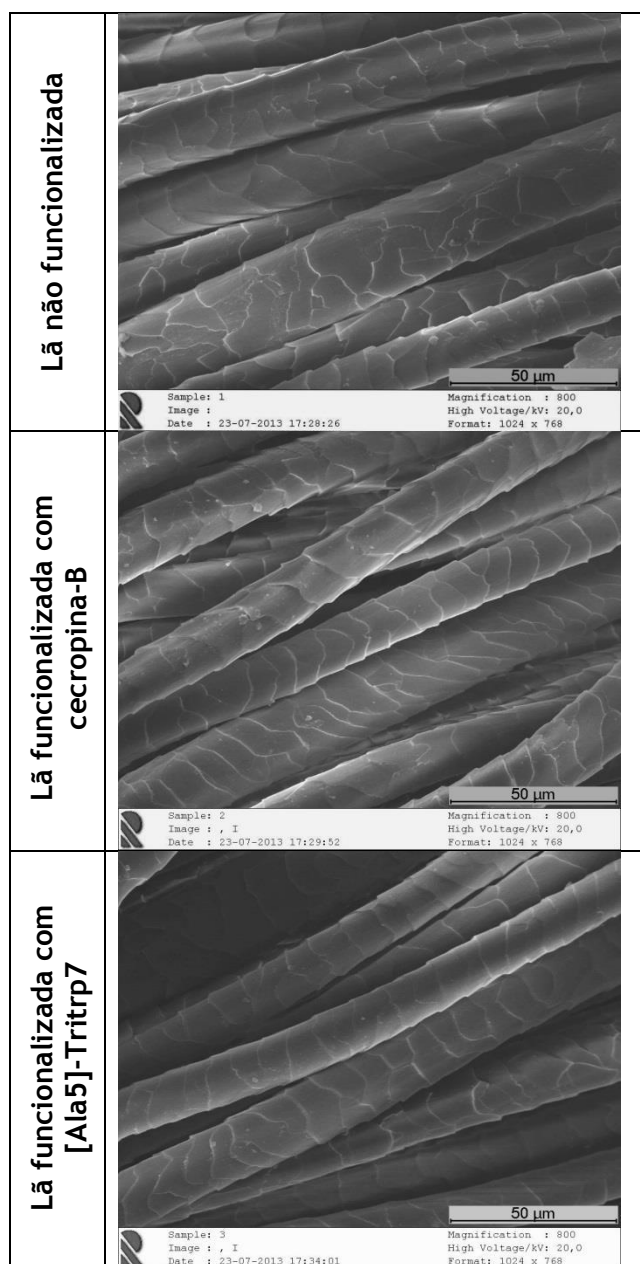 Lã não funcionalizada
50 µm
Sample: 1
Magnification : 800
Image :
High Voltage/kV: 20,0
Date : 23-07-2013 17:28:26
Format: 1024 x 768
Lã funcionalizada com
cecropina-B
50 µm
Sample: 2
Magnification : 800
Image : , I
High Voltage/kV: 20,0
Date : 23-07-2013 17:29:52
Format: 1024 x 768
Lã funcionalizada com
[Ala5]-Tritrp7
50 µm
Sample: 3
Magnification : 800
Image : , I
High Voltage/kV: 20,0
Date : 23-07-2013 17:34:01
Format: 1024 x 768